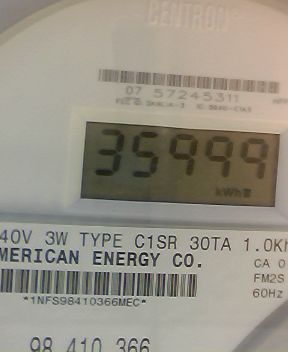 CENTRON
07 57245311
35999
kWh
40V 3W TYPE C1SR 30TA 1.0Kh
MERICAN ENERGY CO.
CA 0
FM2S
*1NFS98410366MEC*
60Hz
98 410 366